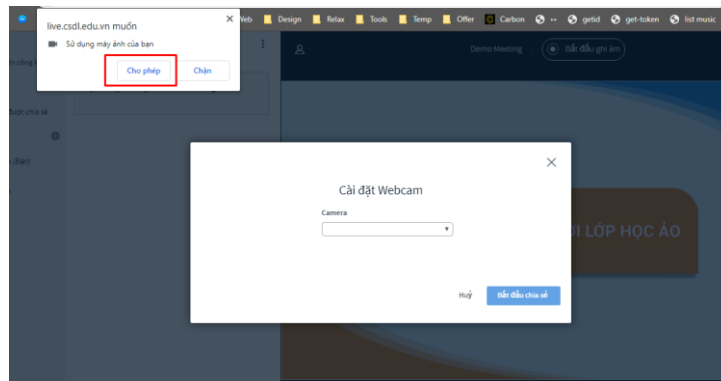 live.csdl.edu.vn muốn
Sử dụng máy ảnh của bạn
Cho phép
Chặn
Web
Design
Relax
Tools
Temp
Offer
Carbon
getid
get-token
list music
Demo Meeting
Bắt đầu ghi âm
được chia sẻ
(Bạn)
Cài đặt Webcam
Camera
Huỷ
Bắt đầu chia sẻ
LỚP HỌC ẢO